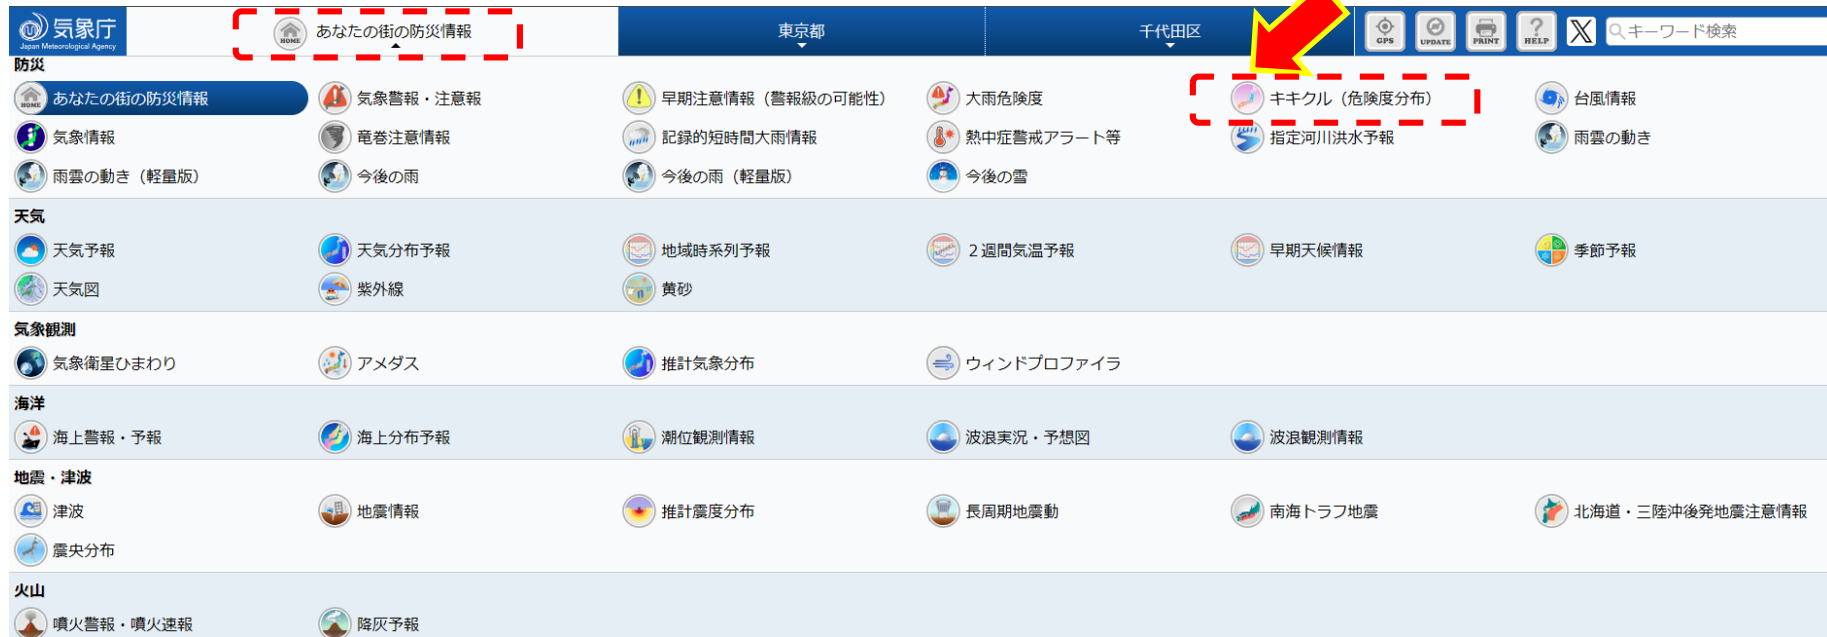 気象庁
Japan Meteorological Agency
HOME
あなたの街の防災情報
東京都
千代田区
GPS
UPDATE
PRINT
HELP
キーワード検索
防災
HOME
あなたの街の防災情報
気象警報・注意報
早期注意情報（警報級の可能性）
大雨危険度
キキクル（危険度分布）
台風情報
気象情報
竜巻注意情報
記録的短時間大雨情報
熱中症警戒アラート等
指定河川洪水予報
雨雲の動き
雨雲の動き（軽量版）
今後の雨
今後の雨（軽量版）
今後の雪
天気
天気予報
天気分布予報
地域時系列予報
２週間気温予報
早期天候情報
季節予報
天気図
紫外線
黄砂
気象観測
気象衛星ひまわり
アメダス
推計気象分布
ウィンドプロファイラ
海洋
海上警報・予報
海上分布予報
潮位観測情報
波浪実況・予想図
波浪観測情報
地震・津波
津波
地震情報
推計震度分布
長周期地震動
南海トラフ地震
北海道・三陸沖後発地震注意情報
震央分布
火山
噴火警報・噴火速報
降灰予報